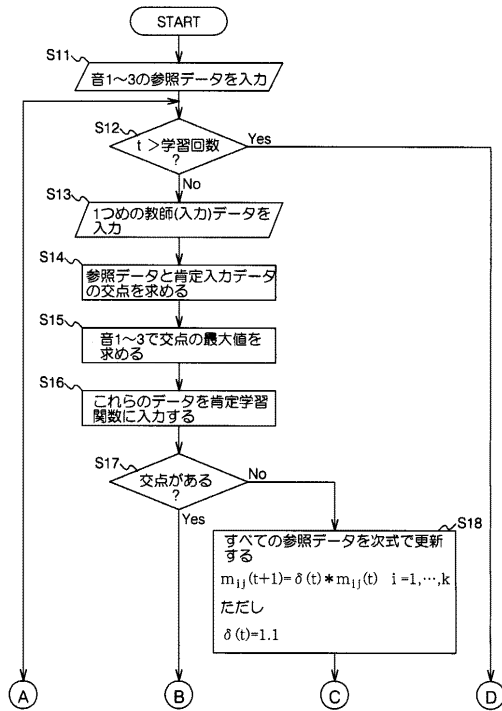 START
S11
音1~3の参照データを入力
S12
t >学習回数
?
Yes
No
S13
1つめの教師(入力)データを
入力
S14
参照データと肯定入力データ
の交点を求める
S15
音1~3で交点の最大値を
求める
S16
これらのデータを肯定学習
関数に入力する
S17
交点がある
?
No
Yes
S18
すべての参照データを次式で更新
する
m_{ij}(t+1)=δ(t)*m_{ij}(t) i=1,…,k
ただし
δ(t)=1.1
A
B
C
D